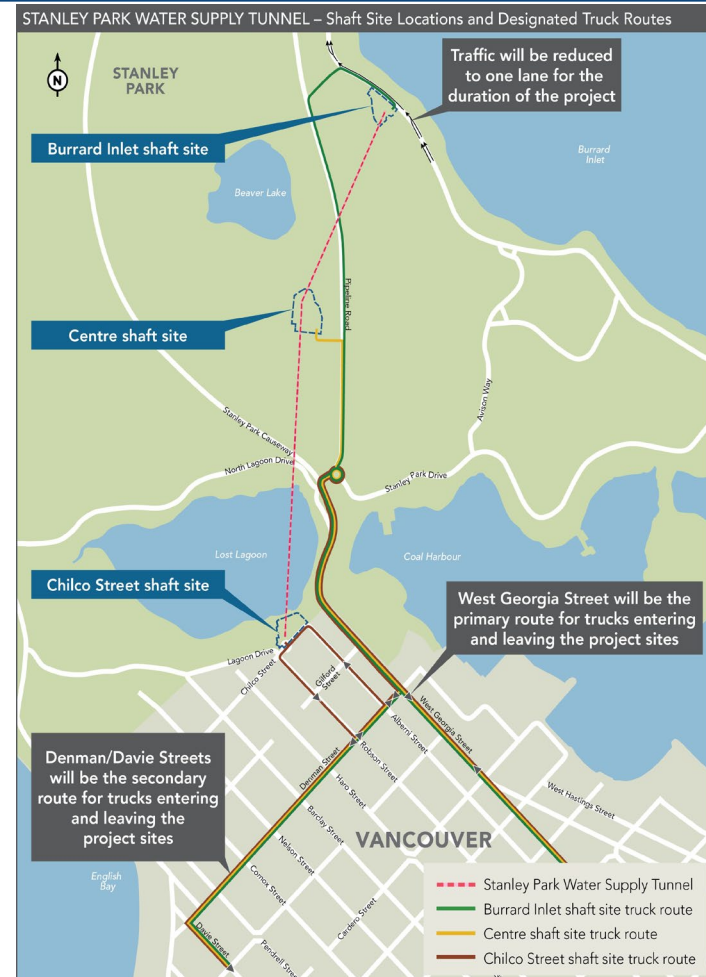 STANLEY PARK WATER SUPPLY TUNNEL – Shaft Site Locations and Designated Truck Routes
N
STANLEY
PARK
Traffic will be reduced
to one lane for the
duration of the project
Burrard Inlet shaft site
Burrard
Inlet
Beaver Lake
Pipeline Road
Centre shaft site
Avison Way
Stanley Park Causeway
North Lagoon Drive
Stanley Park Drive
Lost Lagoon
Coal Harbour
Chilco Street shaft site
West Georgia Street will be the
primary route for trucks entering
and leaving the project sites
Lagoon Drive
Chilco Street
Gilford
Street
Alberni Street
West Georgia Street
Denman/Davie Streets
will be the secondary
route for trucks entering
and leaving the
project sites
Denman Street
Robson Street
Haro Street
West Hastings Street
Barclay Street
VANCOUVER
Nelson Street
English
Bay
Comox Street
Cardero Street
Davie Street
Pendrell Street
Stanley Park Water Supply Tunnel
Burrard Inlet shaft site truck route
Centre shaft site truck route
Chilco Street shaft site truck route